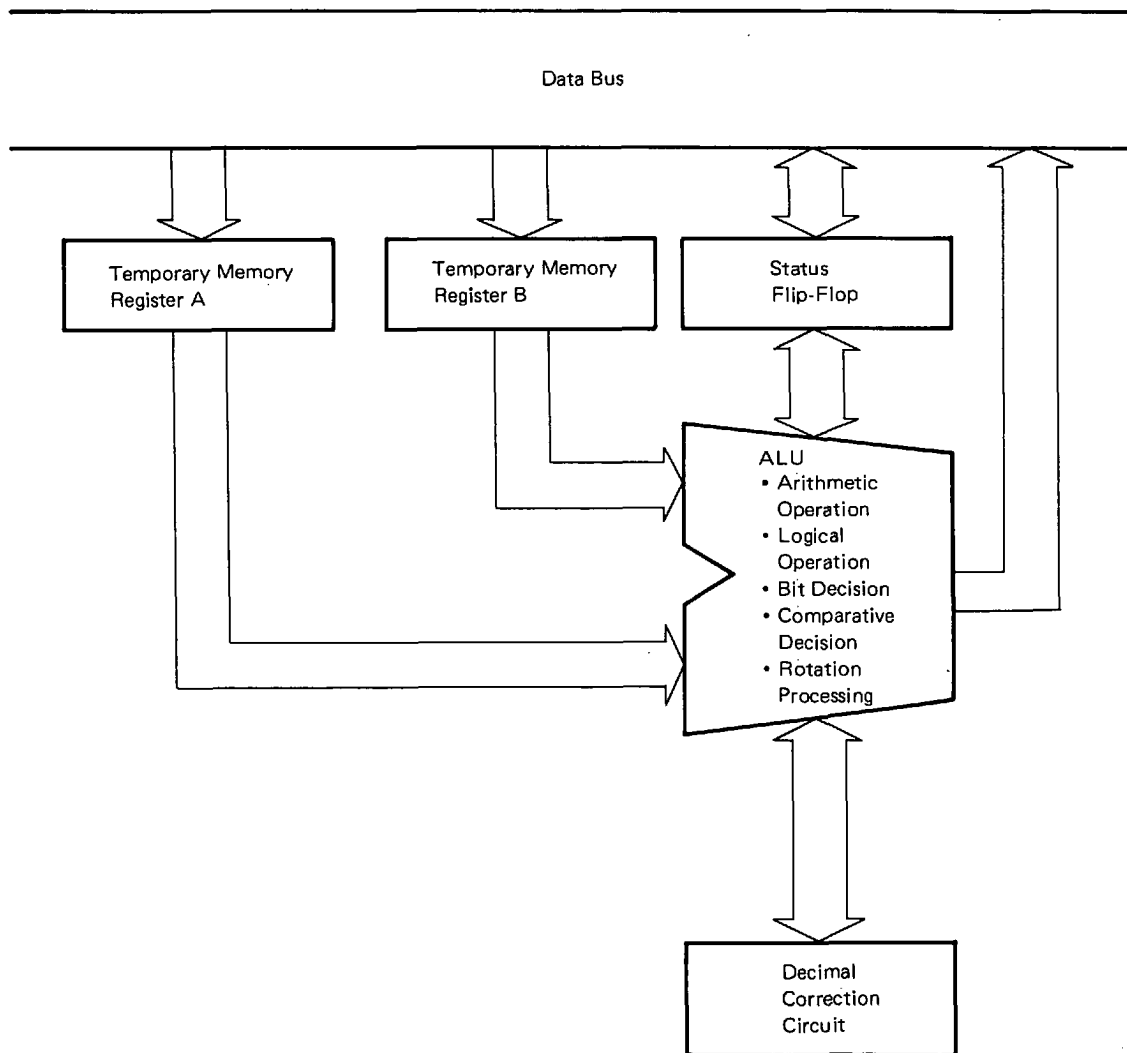 Data Bus
Temporary Memory
Register A
Temporary Memory
Register B
Status
Flip-Flop
ALU
• Arithmetic
Operation
• Logical
Operation
• Bit Decision
• Comparative
Decision
• Rotation
Processing
Decimal
Correction
Circuit